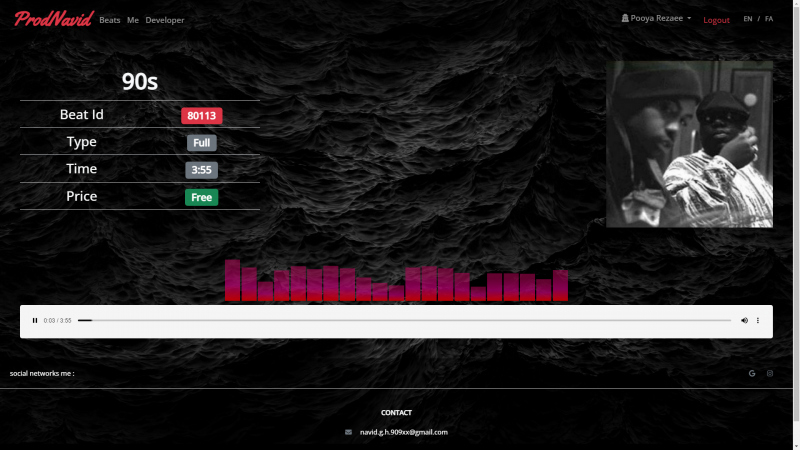 ProdNavid Beats Me Developer Pooya Rezaee Logout EN / FA
90s
Beat Id 80113
Type Full
Time 3:55
Price Free
0:03 / 3:55
social networks me :
CONTACT
navid.g.h.909xx@gmail.com